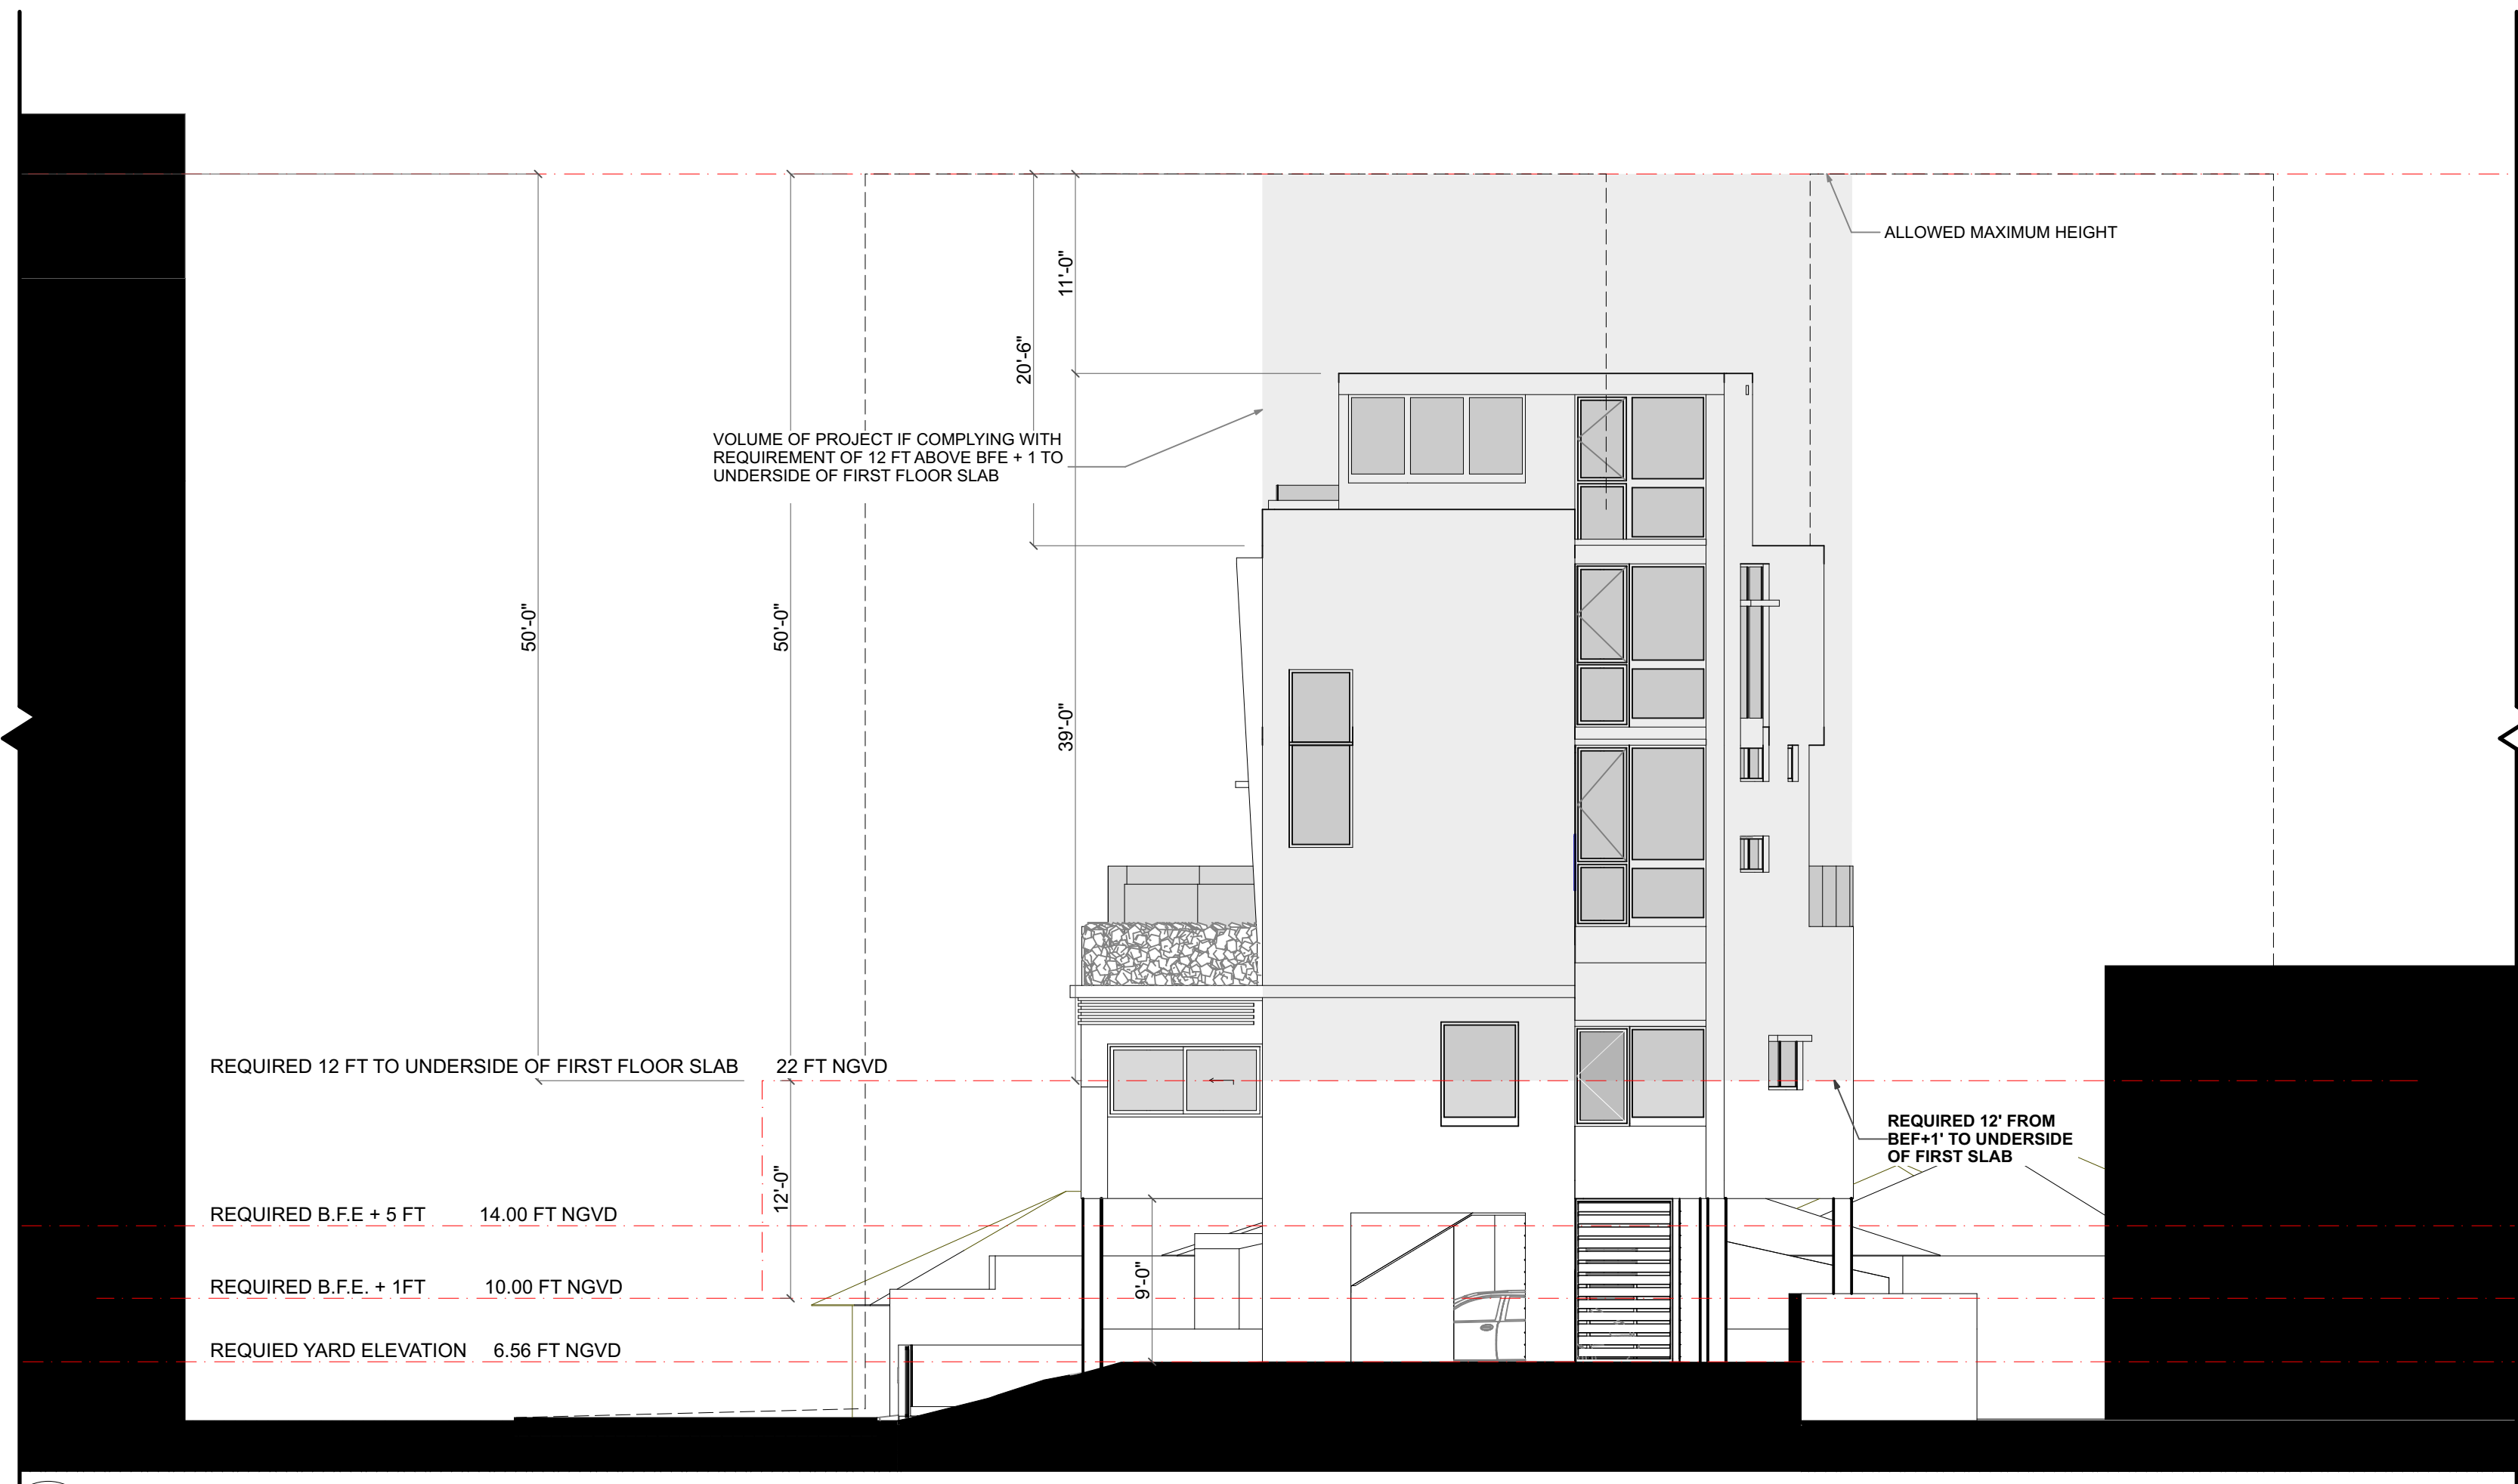 ALLOWED MAXIMUM HEIGHT
11'-0"
20'-6"
VOLUME OF PROJECT IF COMPLYING WITH
REQUIREMENT OF 12 FT ABOVE BFE + 1 TO
UNDERSIDE OF FIRST FLOOR SLAB
50'-0"
50'-0"
39'-0"
REQUIRED 12 FT TO UNDERSIDE OF FIRST FLOOR SLAB 22 FT NGVD
REQUIRED 12' FROM
BEF+1' TO UNDERSIDE
OF FIRST SLAB
12'-0"
REQUIRED B.F.E + 5 FT 14.00 FT NGVD
9'-0"
REQUIRED B.F.E. + 1FT 10.00 FT NGVD
REQUIED YARD ELEVATION 6.56 FT NGVD